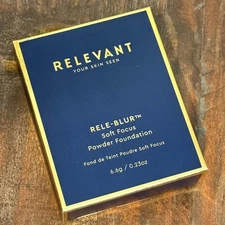 RELEVANT
YOUR SKIN SEEN
RELE-BLUR™
Soft Focus
Powder Foundation
Fond de Teint Poudre Soft Focus
6.6g / 0.23oz